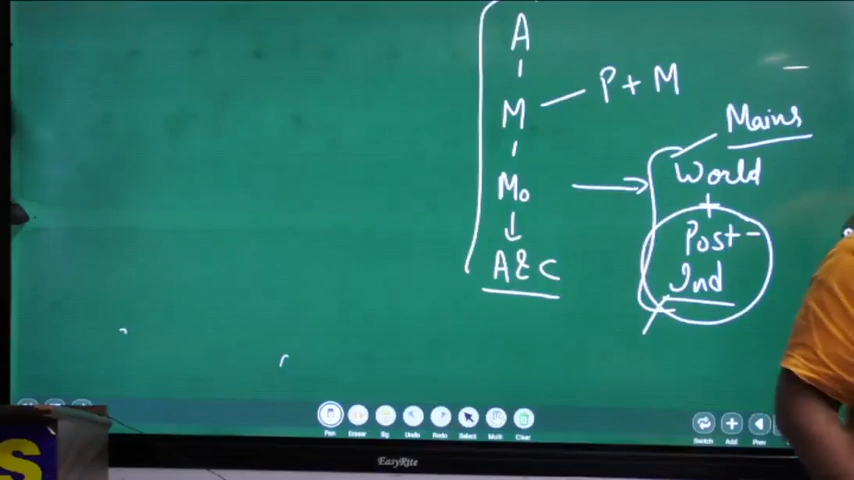 A
M
P + M
Mo
A & C
Mains
World
+
Post-
Ind
Pen
Eraser
Bg
Undo
Redo
Select
Multi
Clear
Switch
Add
Prev
EasyRite
S